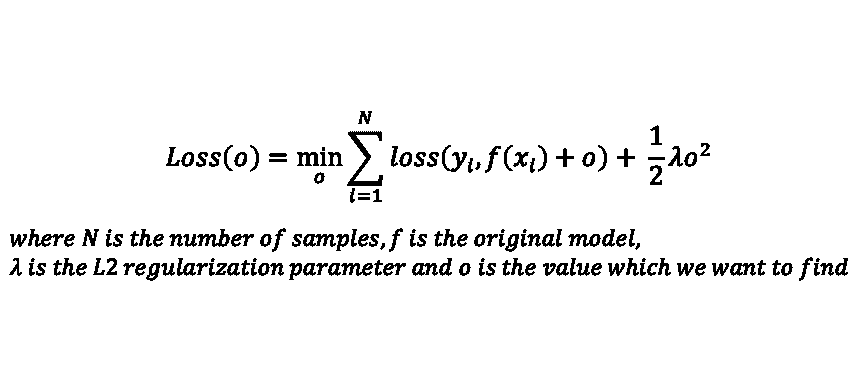 Loss(o) = min_o ∑_{i=1}^{N} loss(y_i, f(x_i) + o) + 1/2 λo²
where N is the number of samples, f is the original model,
λ is the L2 regularization parameter and o is the value which we want to find